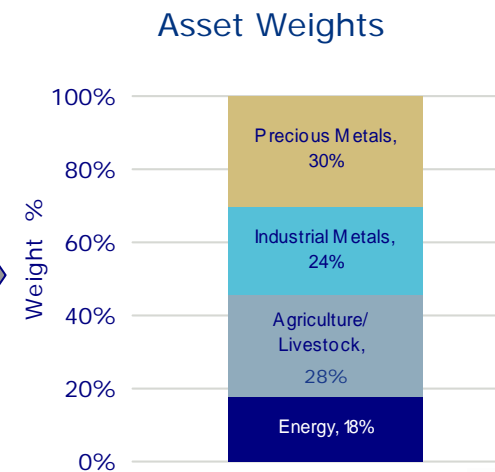 Asset Weights
100%
80%
60%
40%
20%
0%
Weight %
Precious Metals,
30%
Industrial Metals,
24%
Agriculture/
Livestock,
28%
Energy, 18%